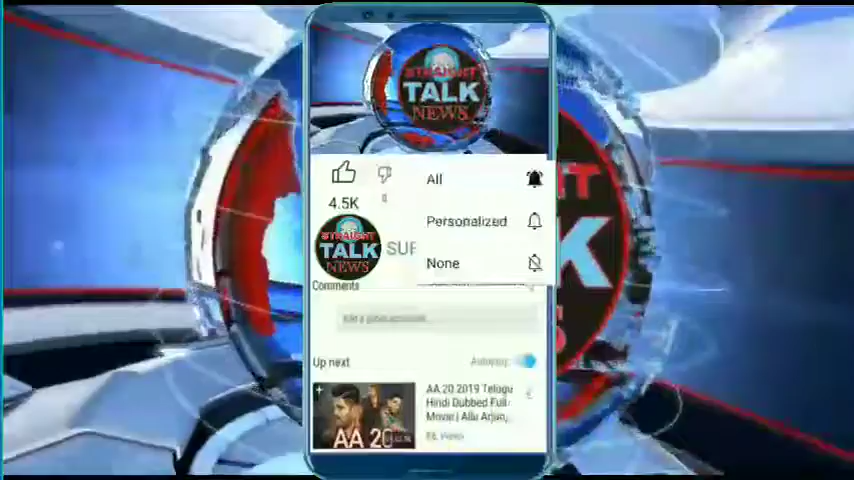 STRAIGHT
TALK
NEWS
4.5K
All
Personalized
None
STRAIGHT
TALK
NEWS
SUB
Comments
Up next
Autoplay
AA 20 2019 Telugu
Hindi Dubbed Full
Movie | Allu Arjun,
AA 20